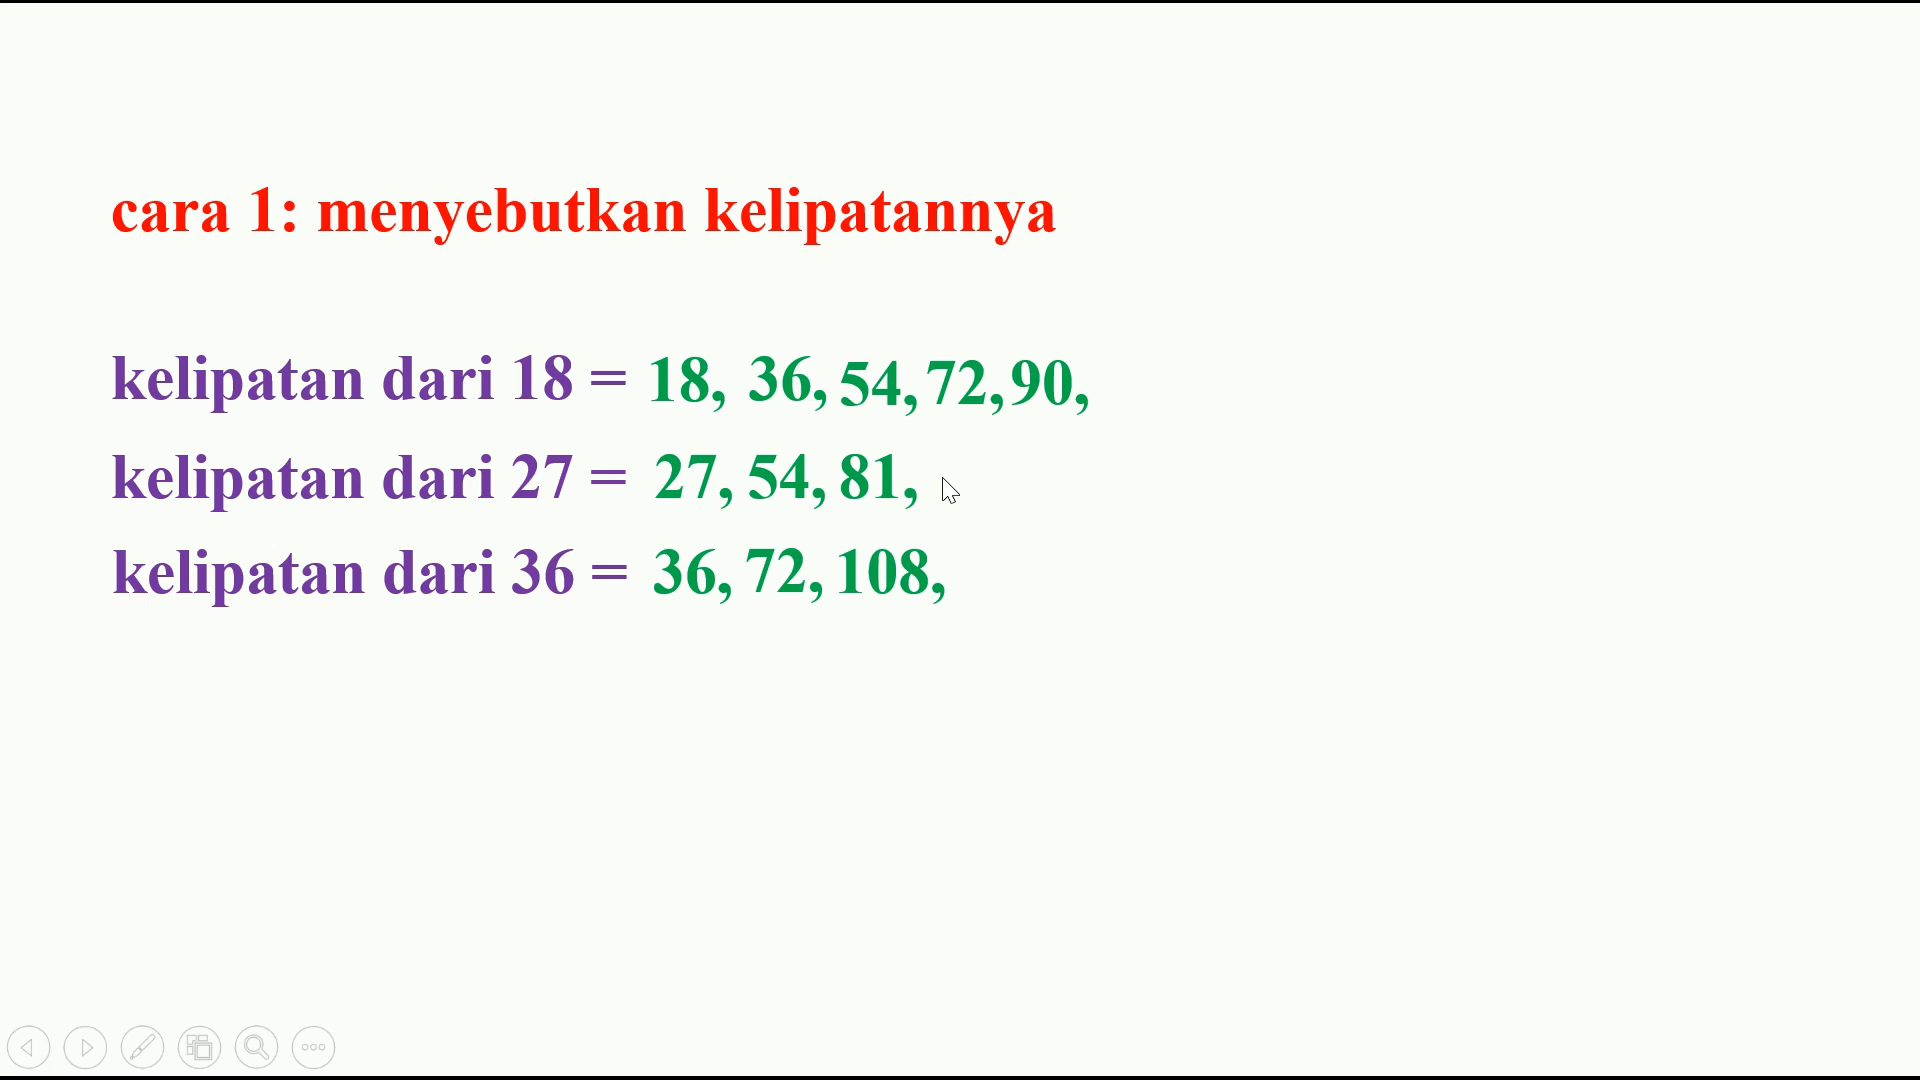 cara 1: menyebutkan kelipatannya
kelipatan dari 18 = 18, 36, 54, 72, 90,
kelipatan dari 27 = 27, 54, 81,
kelipatan dari 36 = 36, 72, 108,